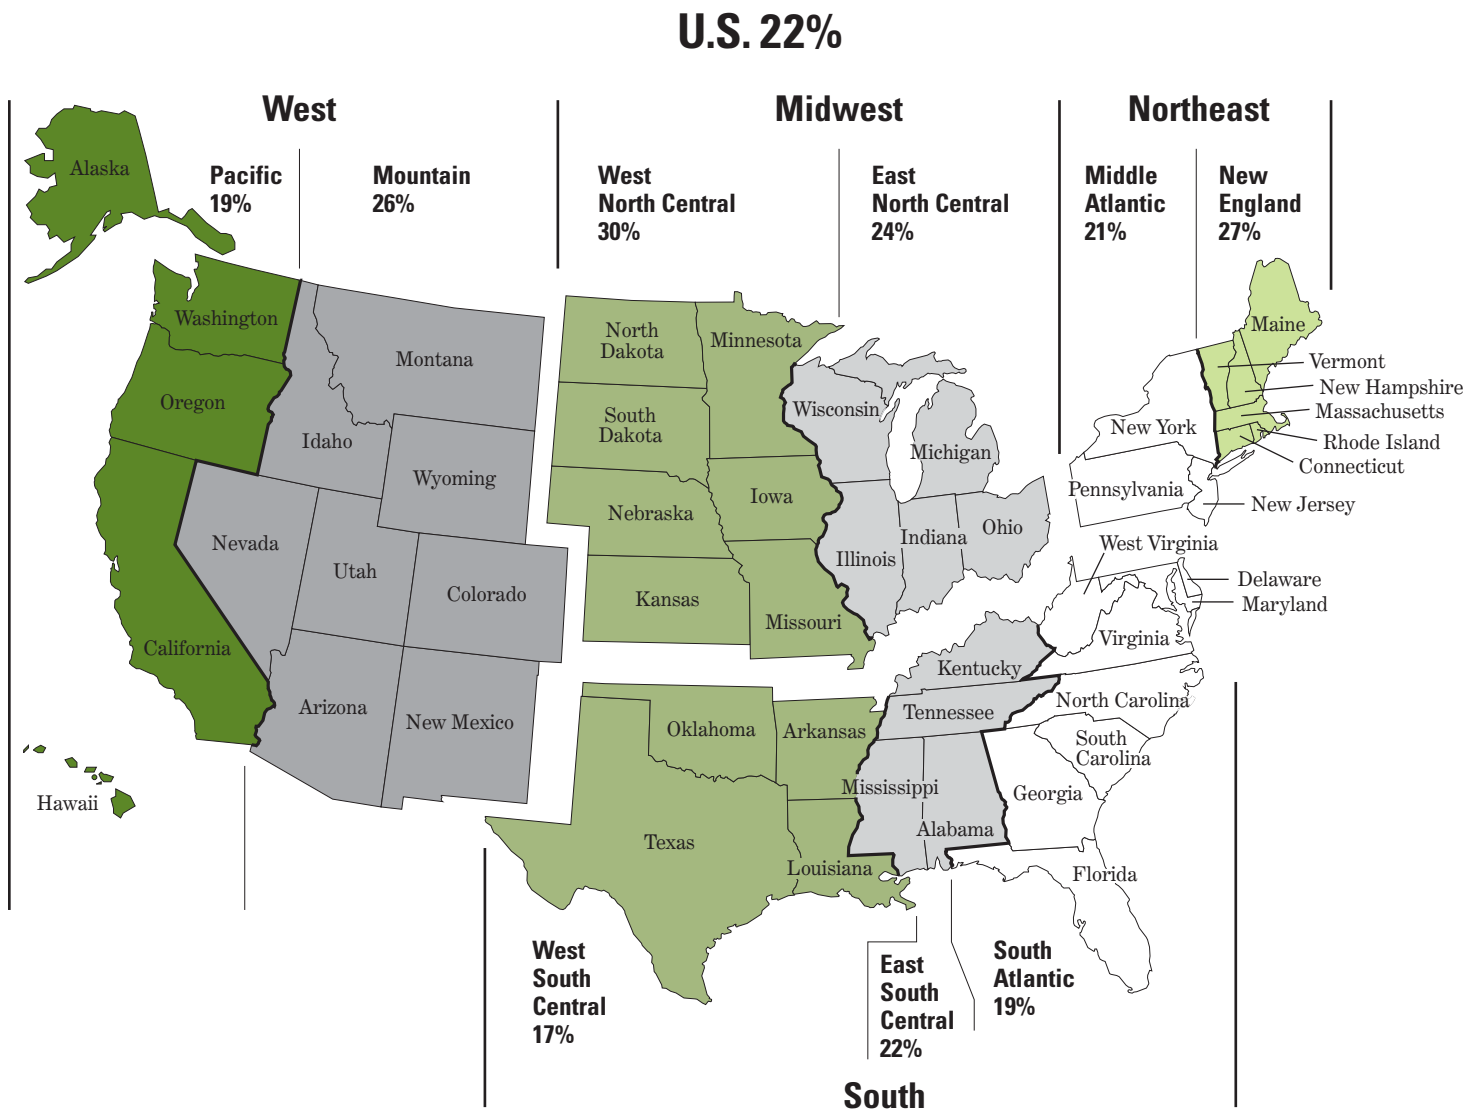 U.S. 22%
West
Midwest
Northeast
Pacific
19%
Mountain
26%
West
North Central
30%
East
North Central
24%
Middle
Atlantic
21%
New
England
27%
Alaska
Washington
Oregon
California
Hawaii
Montana
Idaho
Wyoming
Nevada
Utah
Colorado
Arizona
New Mexico
North
Dakota
Minnesota
South
Dakota
Iowa
Nebraska
Kansas
Missouri
Wisconsin
Michigan
Illinois
Indiana
Ohio
Maine
Vermont
New Hampshire
Massachusetts
Rhode Island
Connecticut
New York
Pennsylvania
New Jersey
West Virginia
Delaware
Maryland
Virginia
Kentucky
Tennessee
North Carolina
South
Carolina
Oklahoma
Arkansas
Mississippi
Alabama
Georgia
Texas
Louisiana
Florida
West
South
Central
17%
East
South
Central
22%
South
Atlantic
19%
South